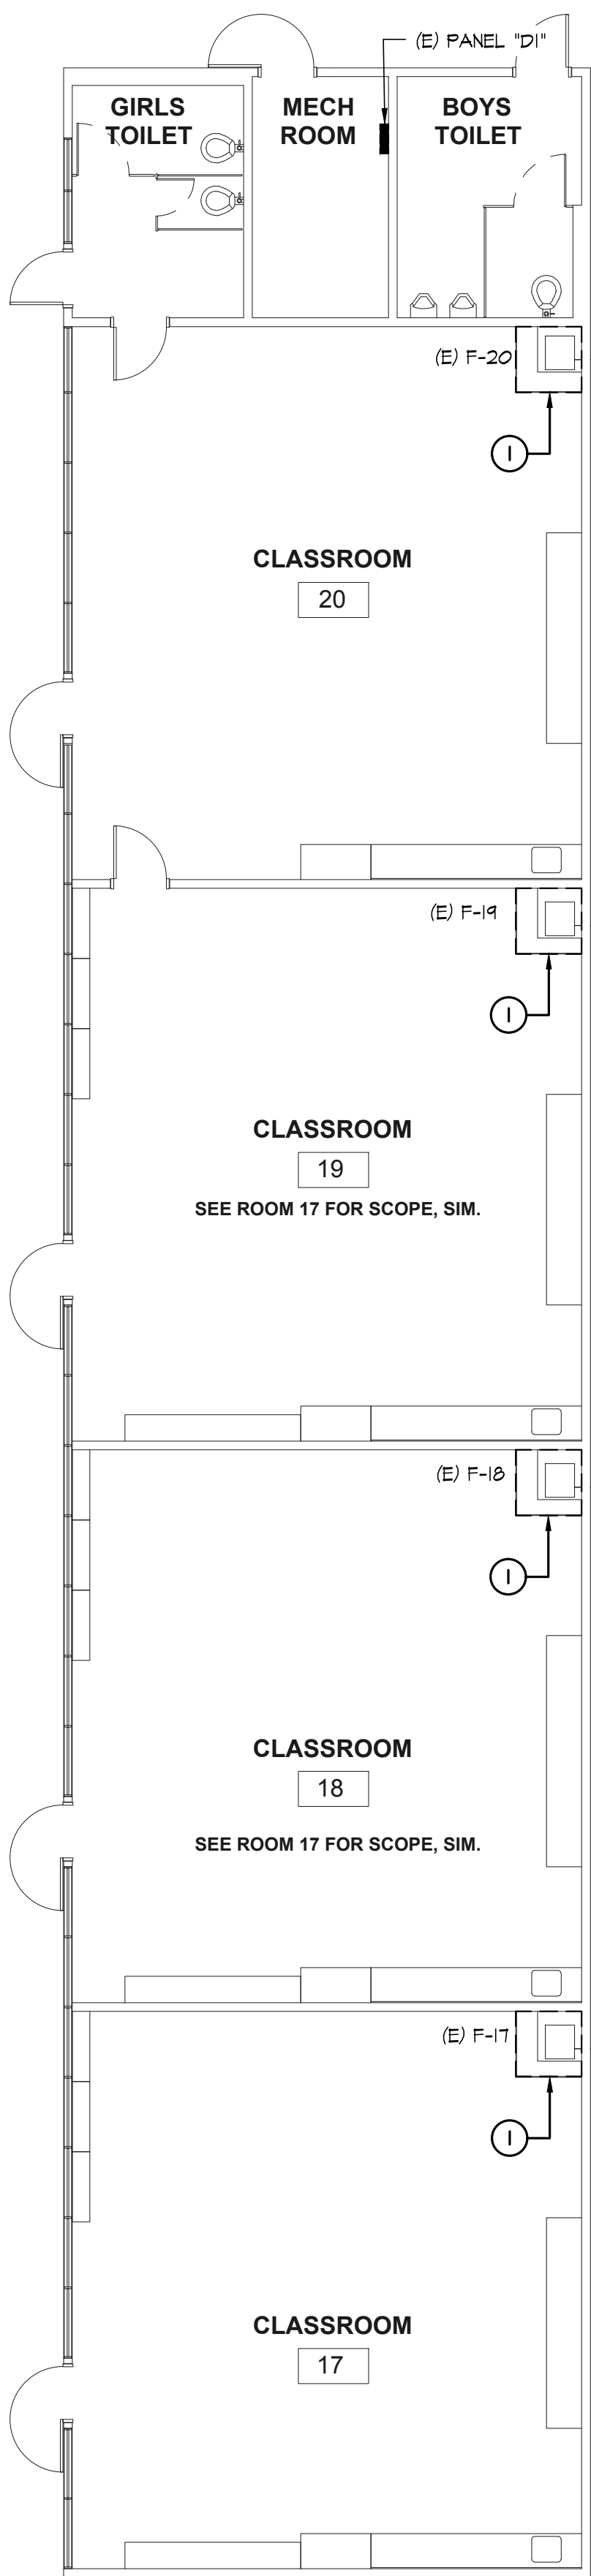 (E) PANEL "D1"
GIRLS
TOILET
MECH
ROOM
BOYS
TOILET
(E) F-20
1
CLASSROOM
20
(E) F-19
1
CLASSROOM
19
SEE ROOM 17 FOR SCOPE, SIM.
(E) F-18
1
CLASSROOM
18
SEE ROOM 17 FOR SCOPE, SIM.
(E) F-17
1
CLASSROOM
17